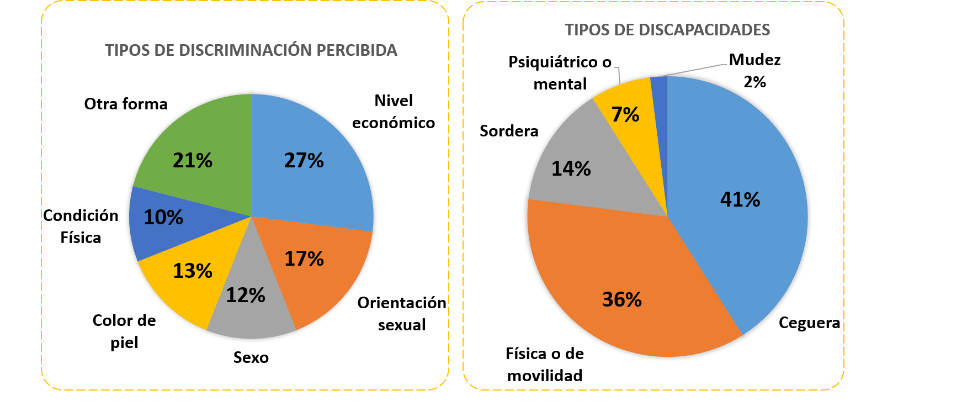 TIPOS DE DISCRIMINACIÓN PERCIBIDA
Otra forma
Nivel
económico
21%
27%
Condición
Física
10%
17%
13%
12%
Orientación
sexual
Color de
piel
Sexo
TIPOS DE DISCAPACIDADES
Psiquiátrico o
mental
Mudez
2%
Sordera
7%
14%
41%
36%
Ceguera
Física o de
movilidad